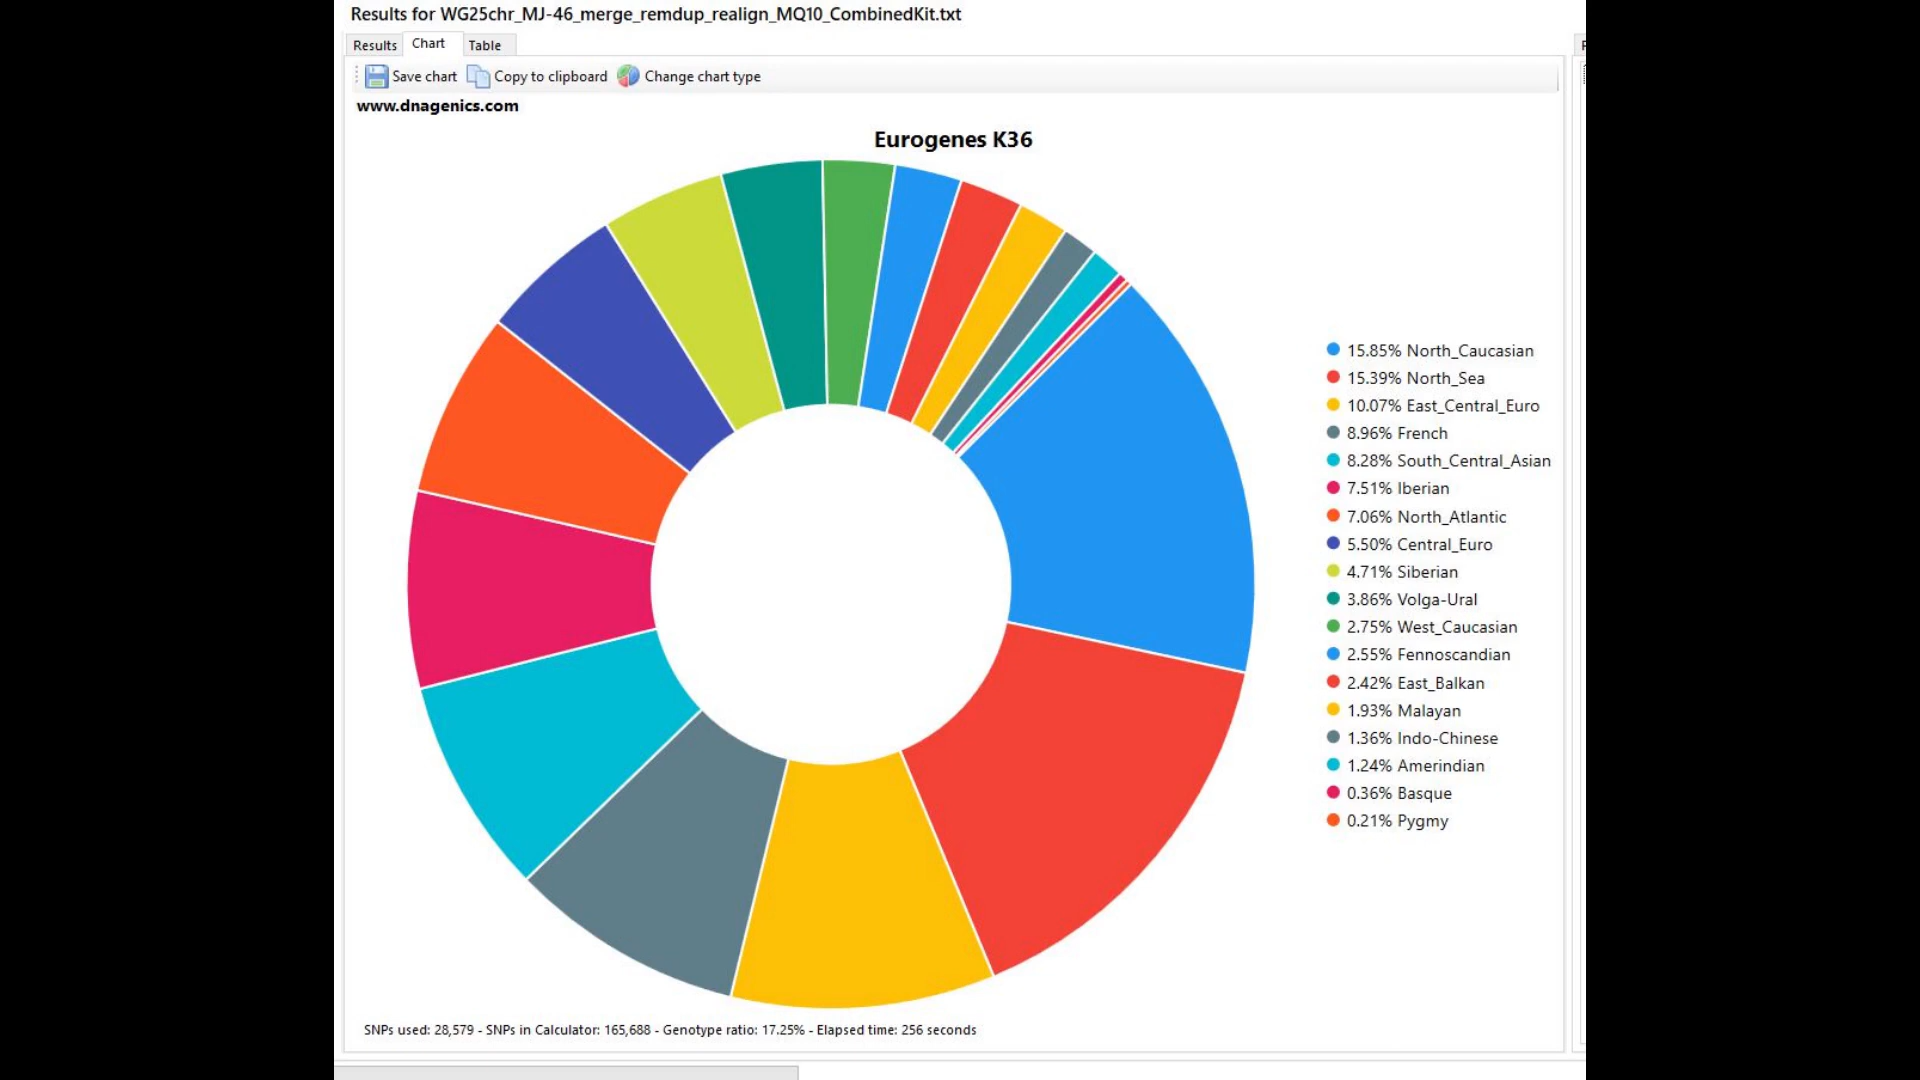 Results for WG25chr_MJ-46_merge_remdup_realign_MQ10_CombinedKit.txt
Results Chart Table
Save chart Copy to clipboard Change chart type
www.dnagenics.com
Eurogenes K36
15.85% North_Caucasian
15.39% North_Sea
10.07% East_Central_Euro
8.96% French
8.28% South_Central_Asian
7.51% Iberian
7.06% North_Atlantic
5.50% Central_Euro
4.71% Siberian
3.86% Volga-Ural
2.75% West_Caucasian
2.55% Fennoscandian
2.42% East_Balkan
1.93% Malayan
1.36% Indo-Chinese
1.24% Amerindian
0.36% Basque
0.21% Pygmy
SNPs used: 28,579 - SNPs in Calculator: 165,688 - Genotype ratio: 17.25% - Elapsed time: 256 seconds